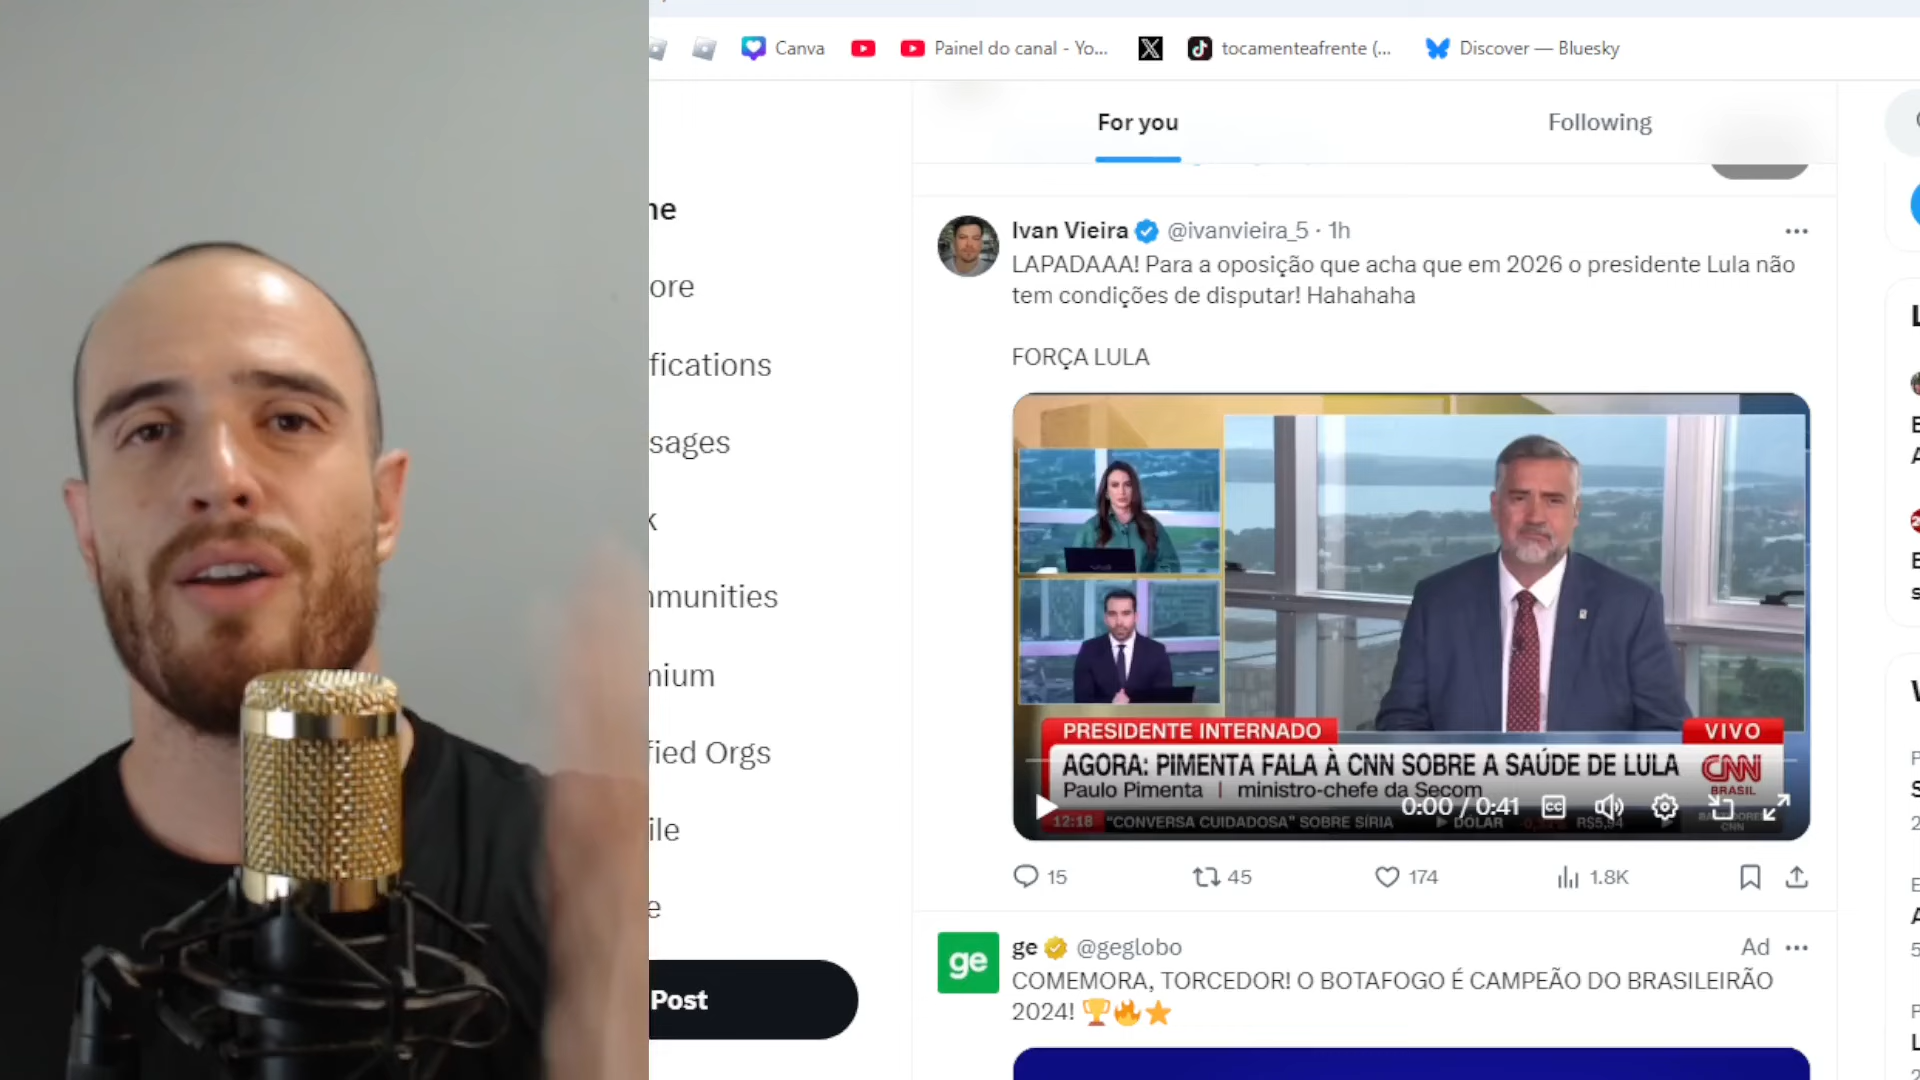 Canva
Painel do canal - Yo...
tocamenteafrente (...
Discover — Bluesky
For you
Following
Ivan Vieira @ivanvieira_5 · 1h
LAPADAAA! Para a oposição que acha que em 2026 o presidente Lula não
tem condições de disputar! Hahahaha
FORÇA LULA
PRESIDENTE INTERNADO
VIVO
AGORA: PIMENTA FALA À CNN SOBRE A SAÚDE DE LULA
CNN
BRASIL
Paulo Pimenta | ministro-chefe da Secom
0:00 / 0:41
12:18 "CONVERSA CUIDADOSA" SOBRE SÍRIA
DÓLAR
15
45
174
1.8K
ge @geglobo
Ad
COMEMORA, TORCEDOR! O BOTAFOGO É CAMPEÃO DO BRASILEIRÃO
2024!
ge
ne
ore
fications
sages
k
munities
mium
fied Orgs
ile
e
Post